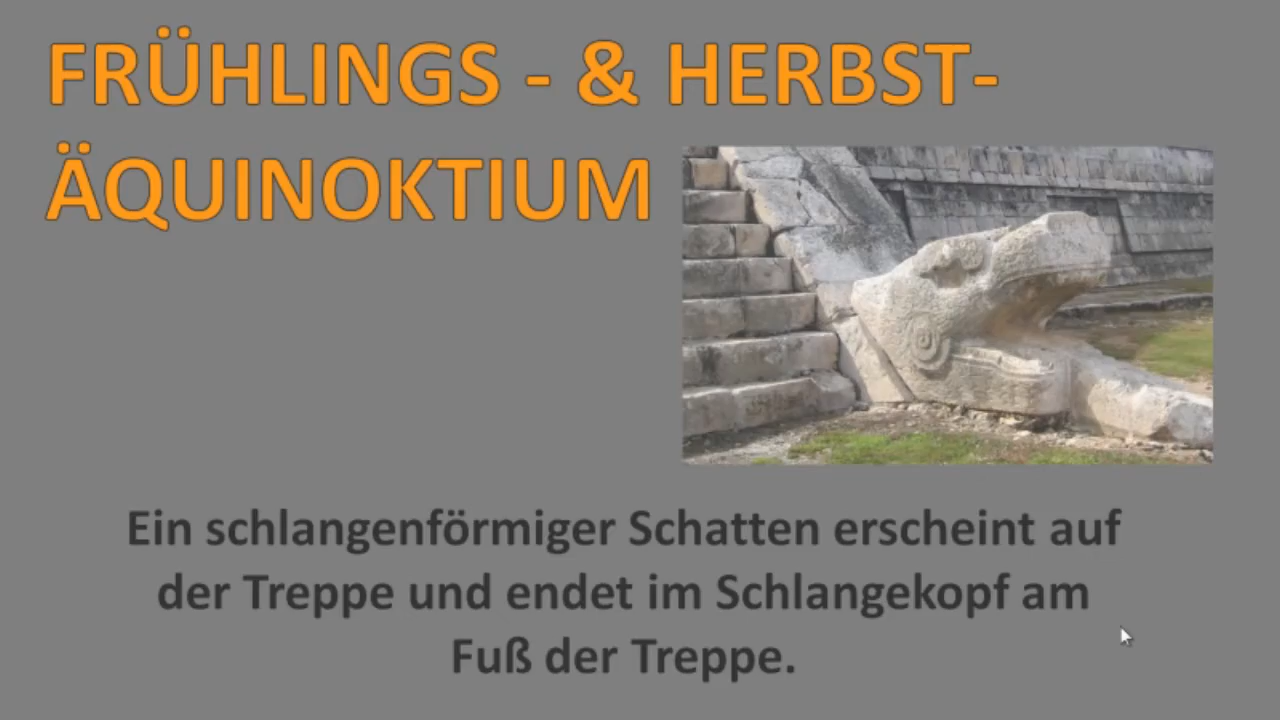 FRÜHLINGS - & HERBST-
ÄQUINOKTIUM
Ein schlangenförmiger Schatten erscheint auf
der Treppe und endet im Schlangekopf am
Fuß der Treppe.